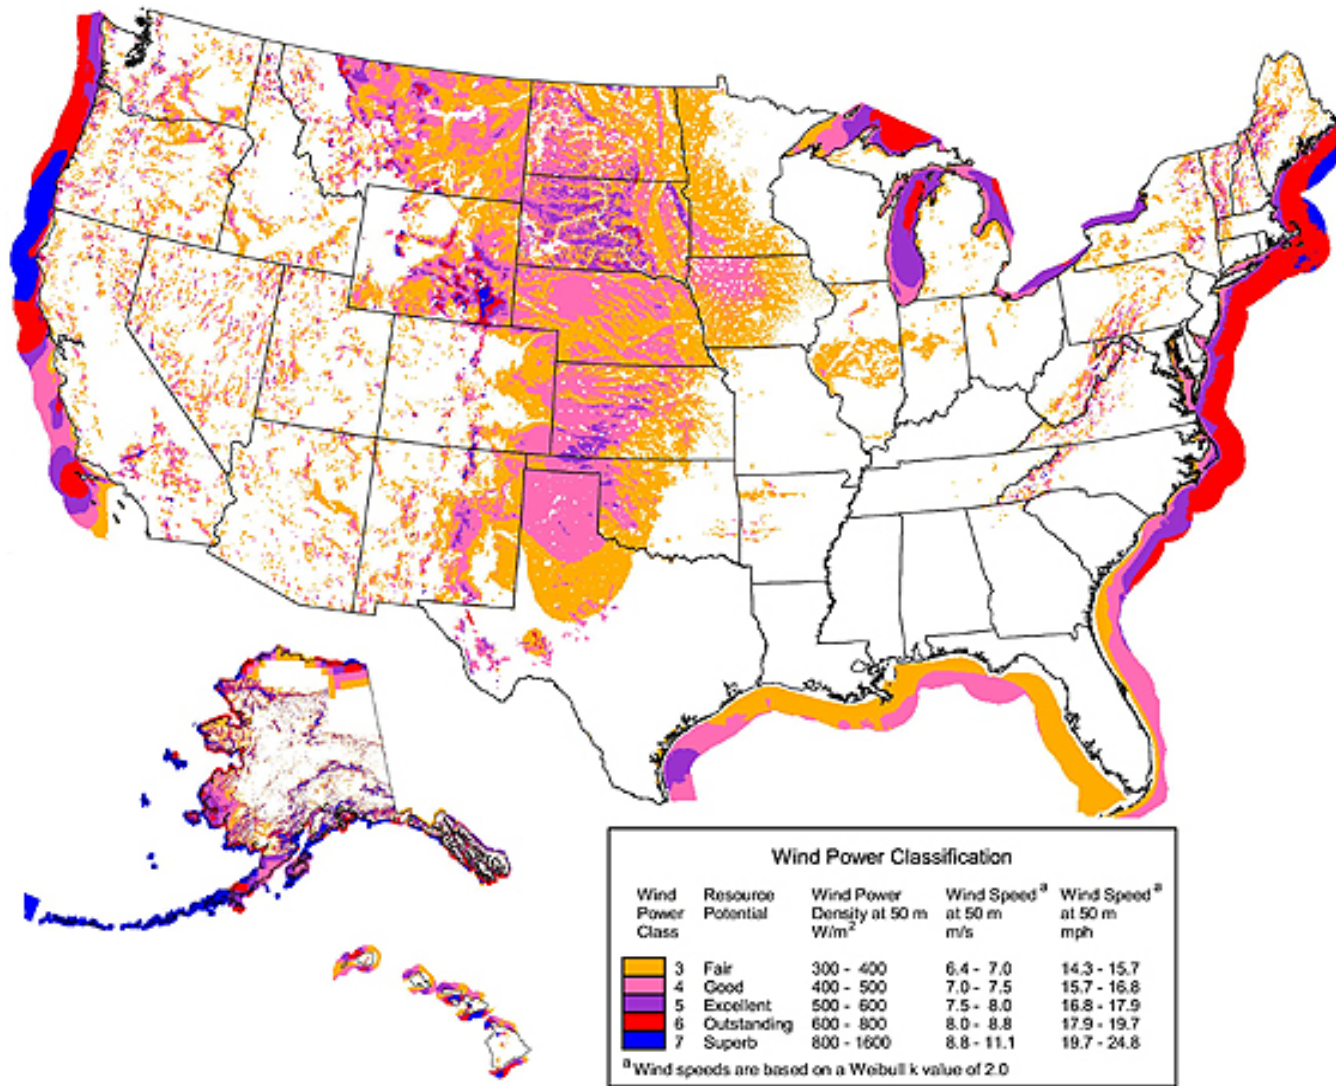 Wind Power Classification
Wind Resource Wind Power Wind Speed a Wind Speed a
Power Potential Density at 50 m at 50 m at 50 m
Class W/m2 m/s mph
3 Fair 300 - 400 6.4 - 7.0 14.3 - 15.7
4 Good 400 - 500 7.0 - 7.5 15.7 - 16.8
5 Excellent 500 - 600 7.5 - 8.0 16.8 - 17.9
6 Outstanding 600 - 800 8.0 - 8.8 17.9 - 19.7
7 Superb 800 - 1600 8.8 - 11.1 19.7 - 24.8
a Wind speeds are based on a Weibull k value of 2.0